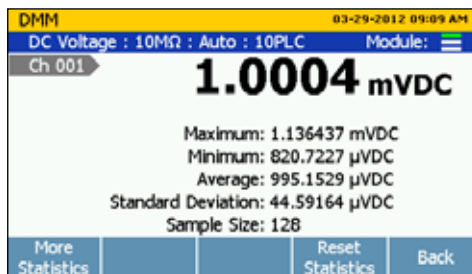 DMM 03-29-2012 09:09 AM
DC Voltage : 10MΩ : Auto : 10PLC Module:
Ch 001
1.0004 mVDC
Maximum: 1.136437 mVDC
Minimum: 820.7227 µVDC
Average: 995.1529 µVDC
Standard Deviation: 44.59164 µVDC
Sample Size: 128
More Statistics
Reset Statistics
Back